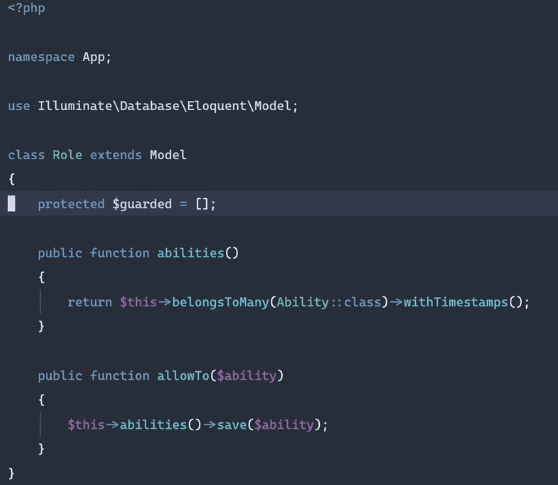 <?php
namespace App;
use Illuminate\Database\Eloquent\Model;
class Role extends Model
{
protected $guarded = [];
public function abilities()
{
return $this->belongsToMany(Ability::class)->withTimestamps();
}
public function allowTo($ability)
{
$this->abilities()->save($ability);
}
}